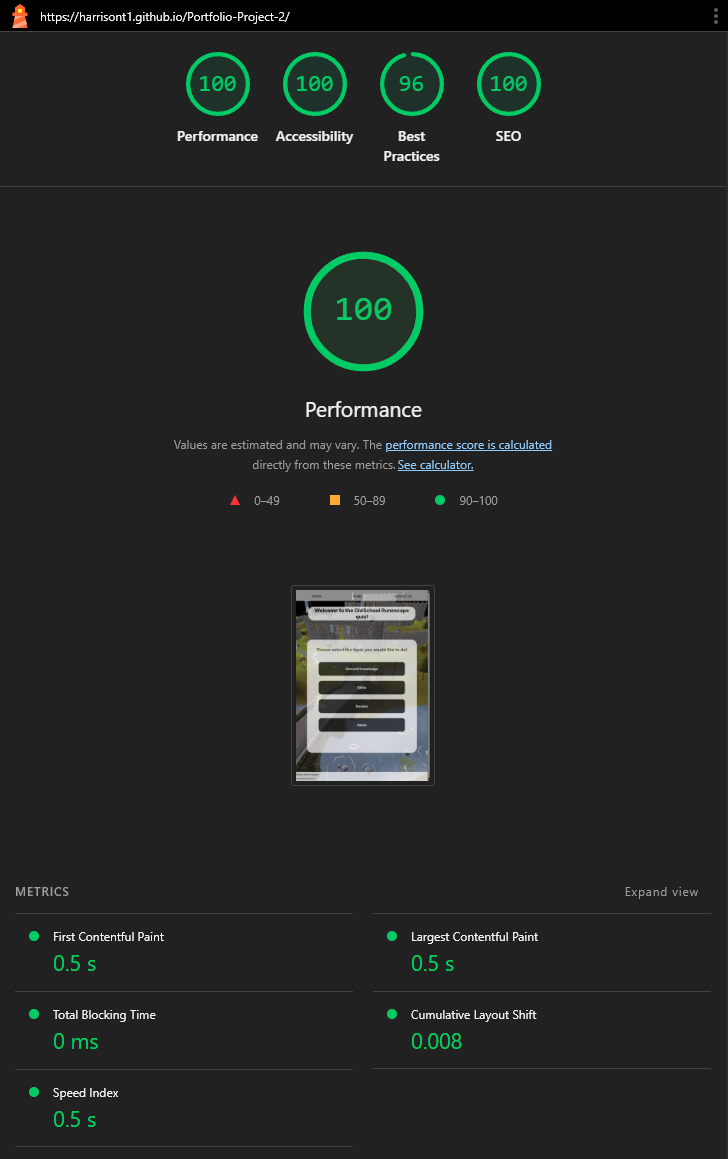 https://harrisont1.github.io/Portfolio-Project-2/
100
100
96
100
Performance
Accessibility
Best
Practices
SEO
100
Performance
Values are estimated and may vary. The performance score is calculated
directly from these metrics. See calculator.
0–49
50–89
90–100
Welcome to the OldSchool Runescape
quiz!
Please select the topic you would like to do!
General knowledge
Skills
METRICS
Expand view
First Contentful Paint
0.5 s
Largest Contentful Paint
0.5 s
Total Blocking Time
0 ms
Cumulative Layout Shift
0.008
Speed Index
0.5 s